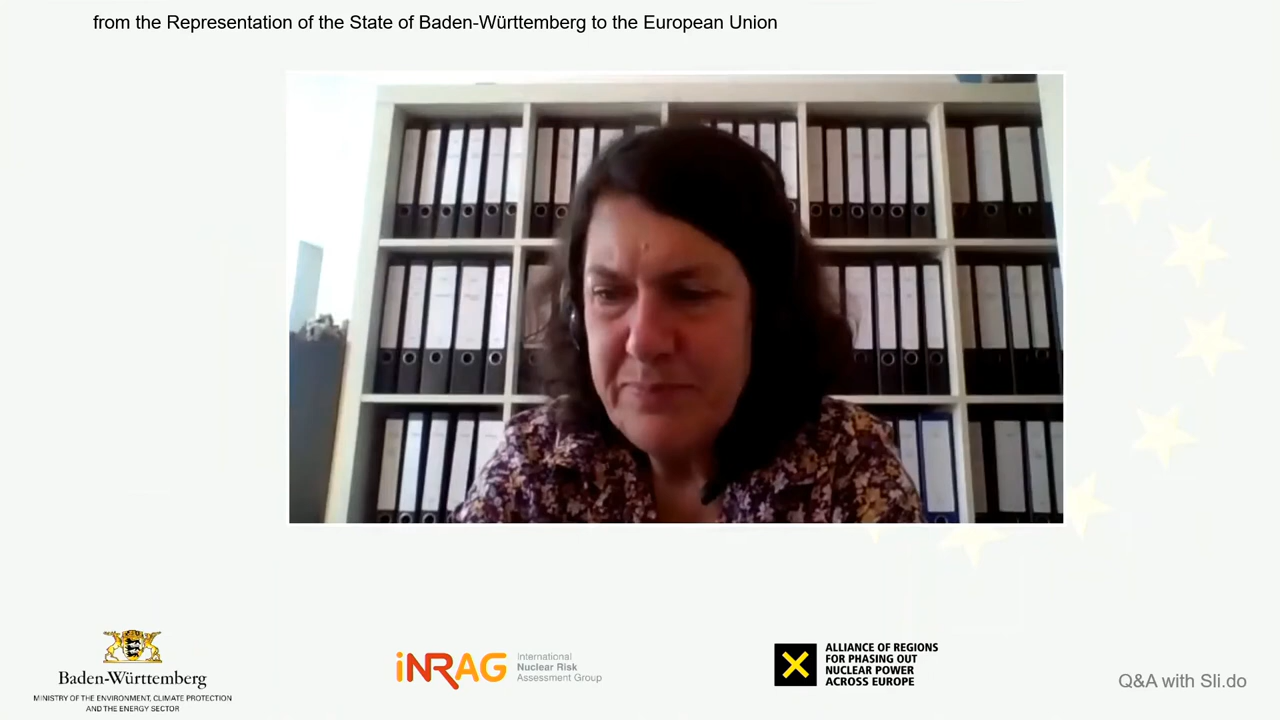 from the Representation of the State of Baden-Württemberg to the European Union
Baden-Württemberg
MINISTRY OF THE ENVIRONMENT, CLIMATE PROTECTION
AND THE ENERGY SECTOR
iNRAG
International
Nuclear Risk
Assessment Group
ALLIANCE OF REGIONS
FOR PHASING OUT
NUCLEAR POWER
ACROSS EUROPE
Q&A with Sli.do